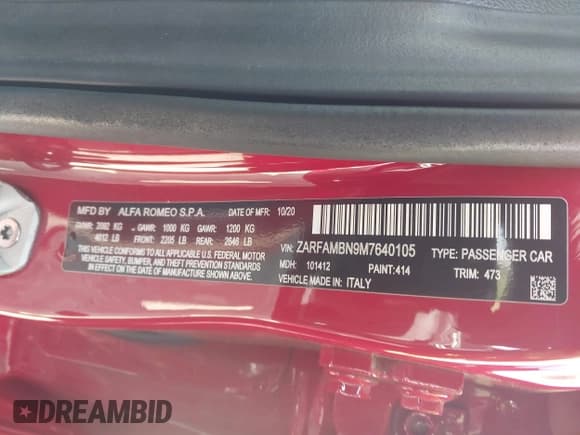 MFD BY ALFA ROMEO S.P.A. DATE OF MFR 10/20
GVWR: 2092 KG - GAWR: 1000 KG GAWR: 1200 KG
4612 LB FRONT: 2205 LB REAR: 2646 LB
THIS VEHICLE CONFORMS TO ALL APPLICABLE U.S. FEDERAL MOTOR
VEHICLE SAFETY, BUMPER, AND THEFT PREVENTION STANDARDS
IN EFFECT ON THE DATE OF MANUFACTURE SHOWN ABOVE.
VIN: ZARFAMBN9M7640105 TYPE: PASSENGER CAR
MDH: 101412 PAINT: 414 TRIM: 473
VEHICLE MADE IN: ITALY
DREAMBID